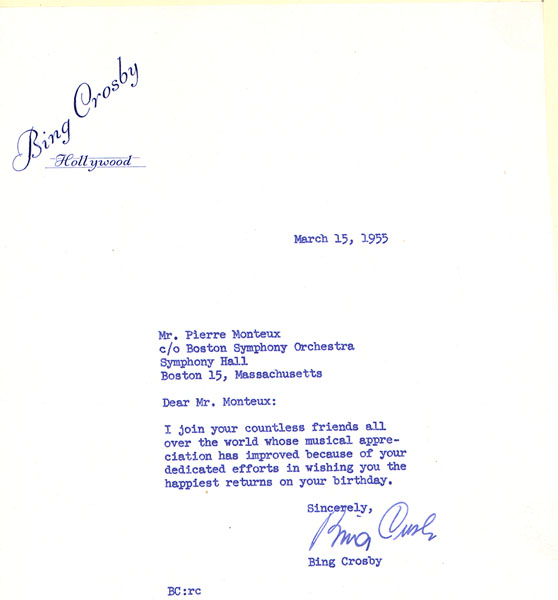 Bing Crosby
Hollywood
March 15, 1955
Mr. Pierre Monteux
c/o Boston Symphony Orchestra
Symphony Hall
Boston 15, Massachusetts
Dear Mr. Monteux:
I join your countless friends all
over the world whose musical appre-
ciation has improved because of your
dedicated efforts in wishing you the
happiest returns on your birthday.
Sincerely,
Bing Crosby
Bing Crosby
BC:rc